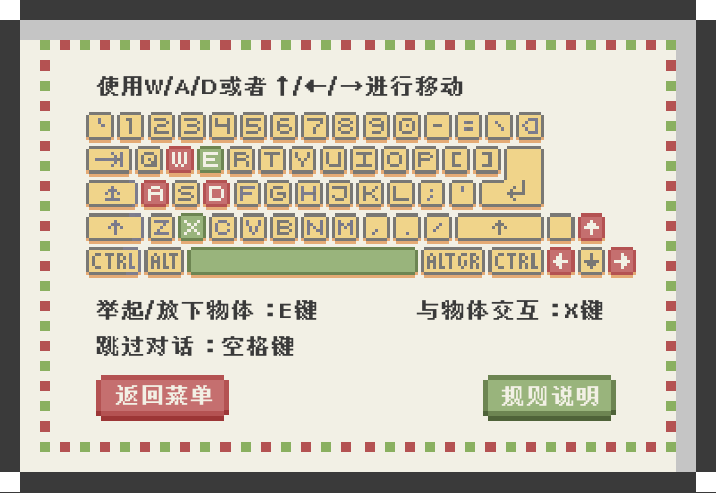 使用W/A/D或者↑/←/→进行移动
` 1 2 3 4 5 6 7 8 9 0 - = \
Q W E R T Y U I O P [ ]
A S D F G H J K L ; '
↑ Z X C V B N M , . / ↑ ↑
CTRL ALT ALTGR CTRL ← ↓ →
举起/放下物体：E键 与物体交互：X键
跳过对话：空格键
返回菜单 规则说明